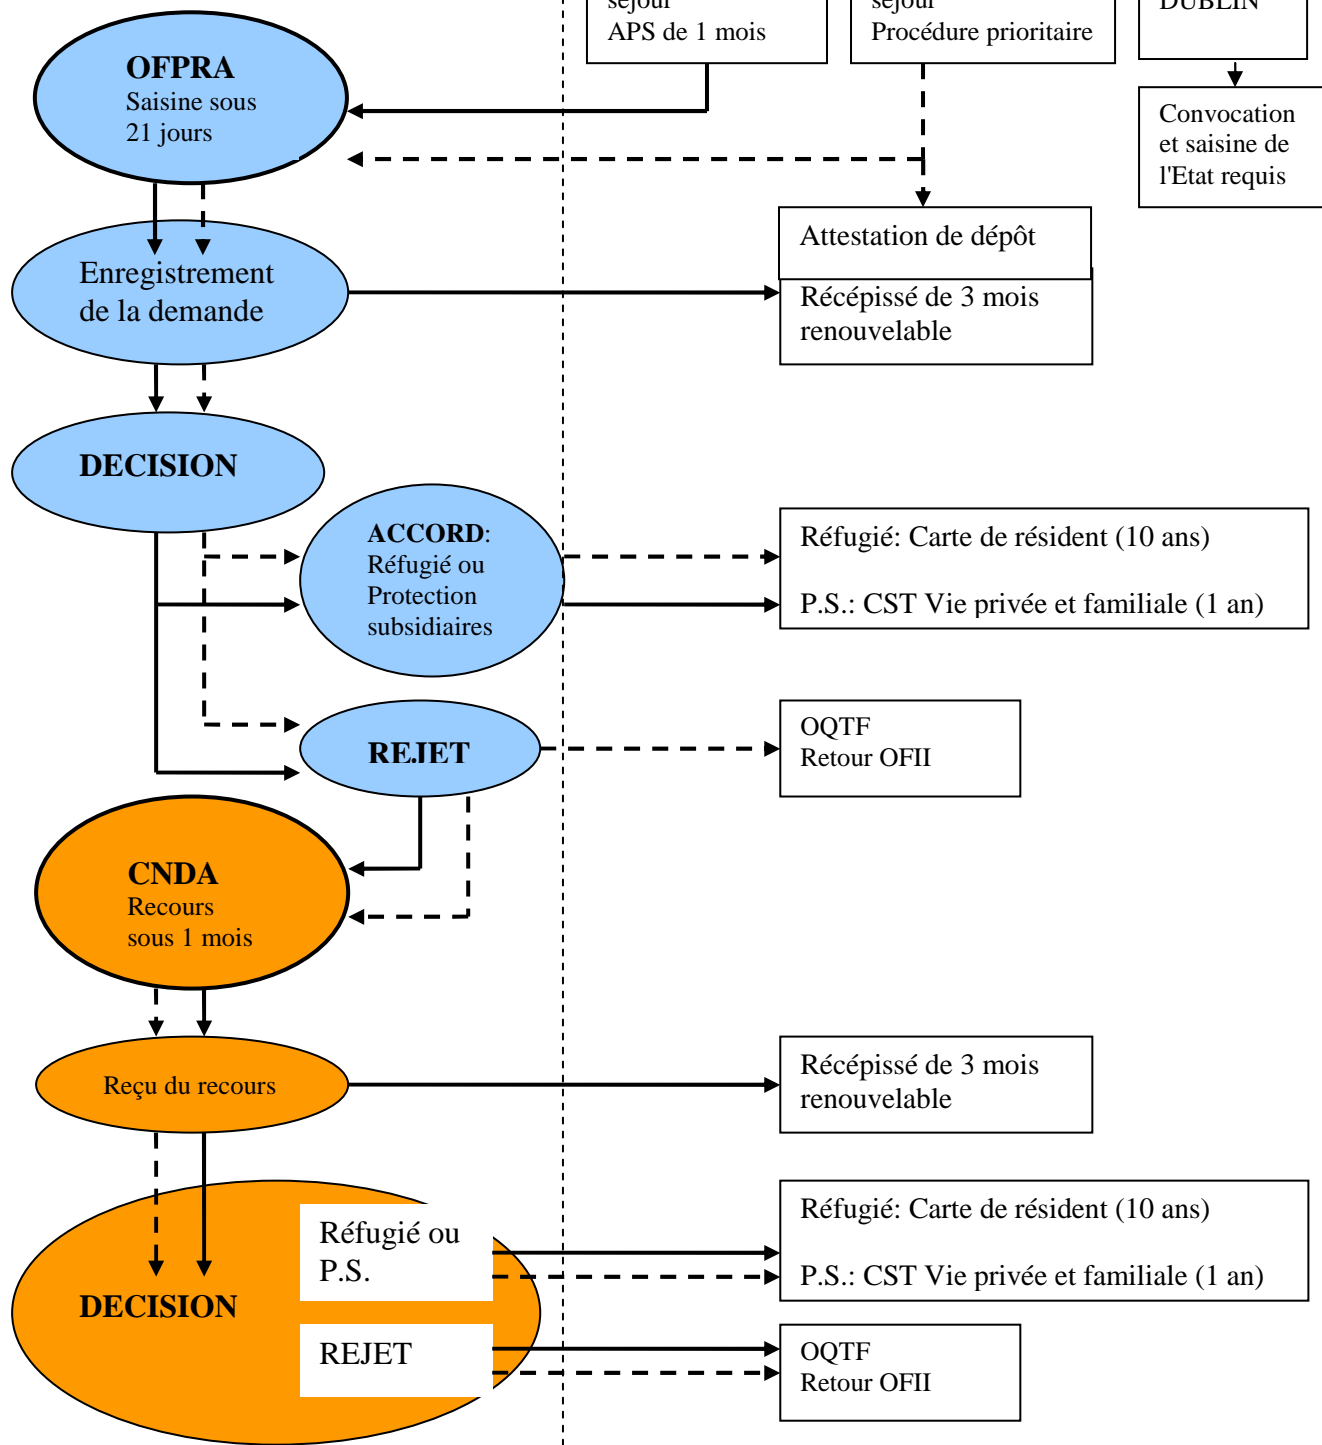 séjour
APS de 1 mois
séjour
Procédure prioritaire
DUBLIN
OFPRA
Saisine sous
21 jours
Convocation
et saisine de
l'Etat requis
Attestation de dépôt
Enregistrement
de la demande
Récépissé de 3 mois
renouvelable
DECISION
ACCORD:
Réfugié ou
Protection
subsidiaires
Réfugié: Carte de résident (10 ans)
P.S.: CST Vie privée et familiale (1 an)
REJET
OQTF
Retour OFII
CNDA
Recours
sous 1 mois
Reçu du recours
Récépissé de 3 mois
renouvelable
DECISION
Réfugié ou
P.S.
Réfugié: Carte de résident (10 ans)
P.S.: CST Vie privée et familiale (1 an)
REJET
OQTF
Retour OFII